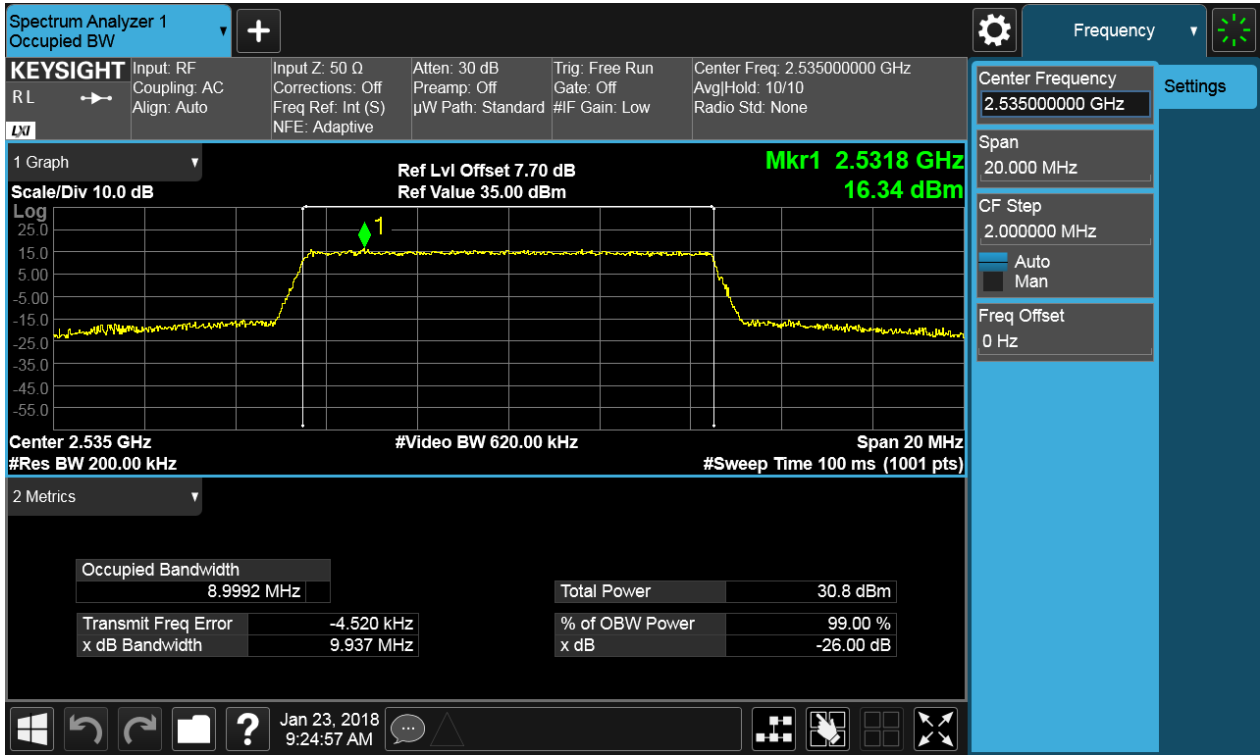 Spectrum Analyzer 1
Occupied BW
+
Frequency
KEYSIGHT
RL
LXI
Input: RF
Coupling: AC
Align: Auto
Input Z: 50 Ω
Corrections: Off
Freq Ref: Int (S)
NFE: Adaptive
Atten: 30 dB
Preamp: Off
µW Path: Standard
Trig: Free Run
Gate: Off
#IF Gain: Low
Center Freq: 2.535000000 GHz
Avg|Hold: 10/10
Radio Std: None
Center Frequency
2.535000000 GHz
Settings
Span
20.000 MHz
CF Step
2.000000 MHz
Auto
Man
Freq Offset
0 Hz
1 Graph
Scale/Div 10.0 dB
Ref Lvl Offset 7.70 dB
Ref Value 35.00 dBm
Mkr1 2.5318 GHz
16.34 dBm
Log
1
25.0
15.0
5.00
-5.00
-15.0
-25.0
-35.0
-45.0
-55.0
Center 2.535 GHz
#Video BW 620.00 kHz
Span 20 MHz
#Res BW 200.00 kHz
#Sweep Time 100 ms (1001 pts)
2 Metrics
Occupied Bandwidth
8.9992 MHz
Total Power 30.8 dBm
Transmit Freq Error -4.520 kHz
% of OBW Power 99.00 %
x dB Bandwidth 9.937 MHz
x dB -26.00 dB
?
Jan 23, 2018
9:24:57 AM